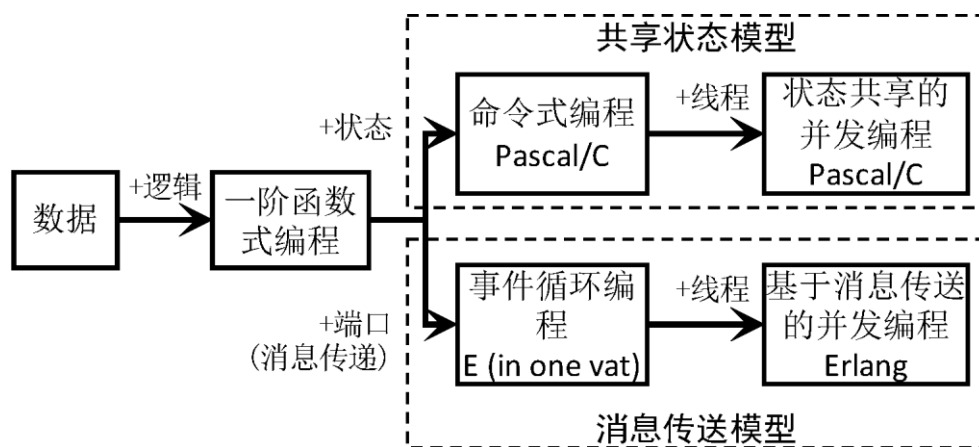 共享状态模型
+状态
命令式编程
Pascal/C
+线程
状态共享的
并发编程
Pascal/C
数据
+逻辑
一阶函数
式编程
+端口
(消息传递)
事件循环编
程
E (in one vat)
+线程
基于消息传送
的并发编程
Erlang
消息传送模型